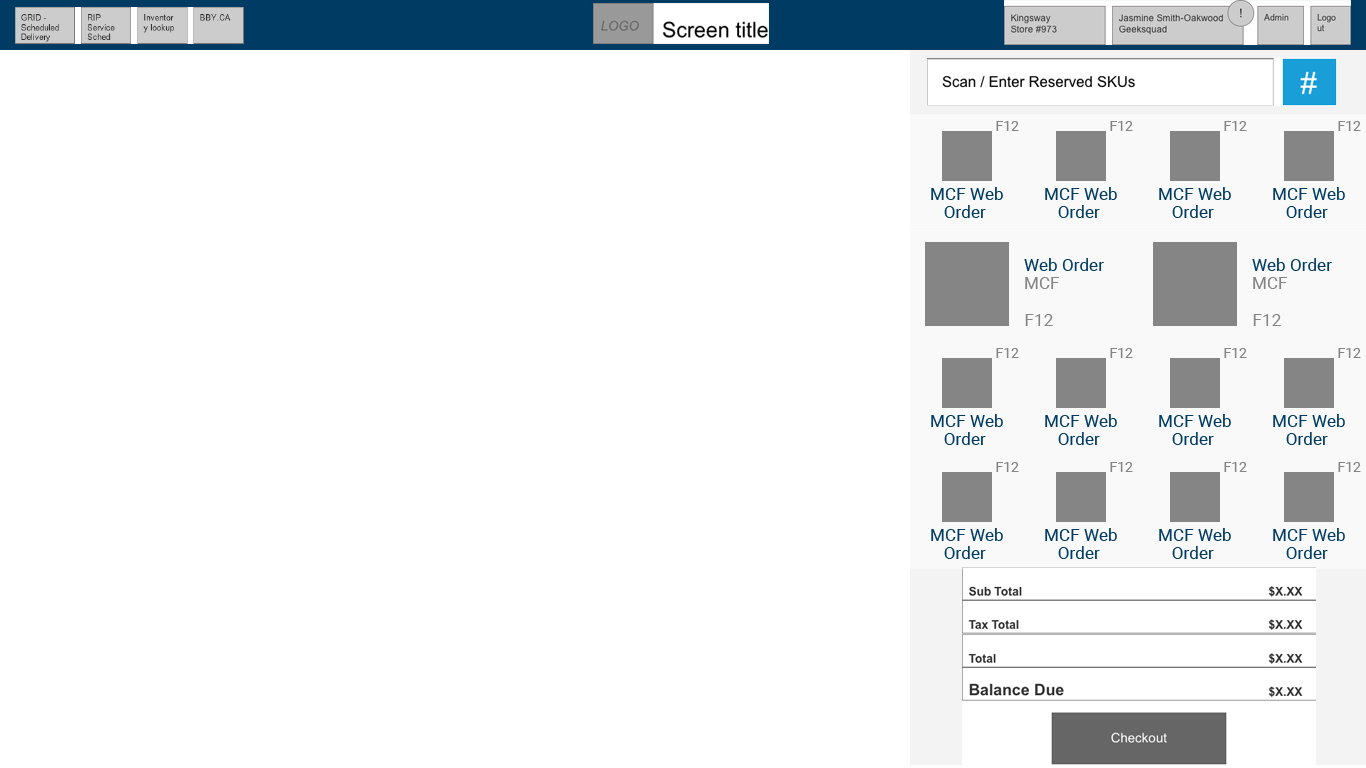 GRID -
Scheduled
Delivery
RIP
Service
Sched
Inventor
y lookup
BBY.CA
LOGO
Screen title
Kingsway
Store #973
Jasmine Smith-Oakwood
Geeksquad
!
Admin
Logo
ut
Scan / Enter Reserved SKUs
#
F12 F12 F12 F12
MCF Web MCF Web MCF Web MCF Web
Order Order Order Order
Web Order
MCF
F12
Web Order
MCF
F12
F12 F12 F12 F12
MCF Web MCF Web MCF Web MCF Web
Order Order Order Order
F12 F12 F12 F12
MCF Web MCF Web MCF Web MCF Web
Order Order Order Order
Sub Total $X.XX
Tax Total $X.XX
Total $X.XX
Balance Due $X.XX
Checkout